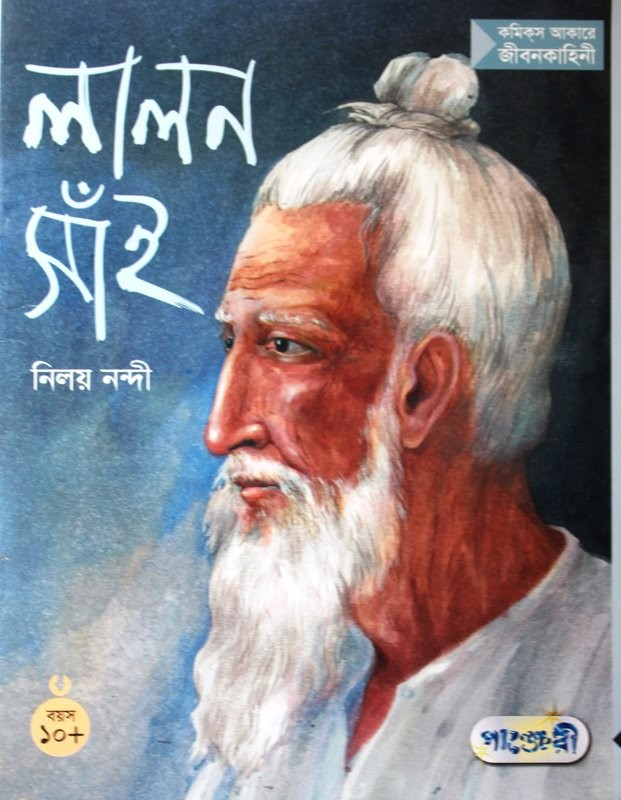 কমিক্স আকারে
জীবনকাহিনী
লালন
সাঁই
নিলয় নন্দী
বয়স
১০+
পাঞ্জেরী